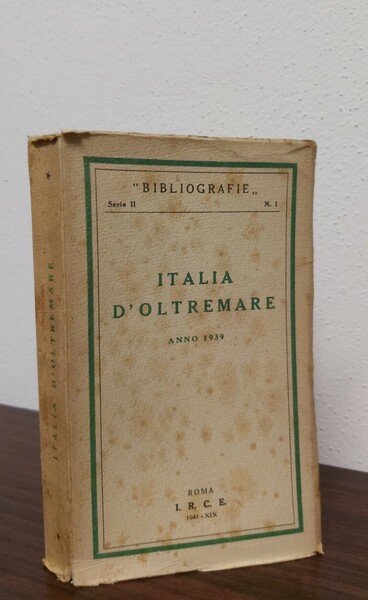 "BIBLIOGRAFIE„
Serie II N. 1
ITALIA
D'OLTREMARE
ANNO 1939
ROMA
I. R. C. E.
1941 - XIX
* ITALIA D'OLTREMARE *